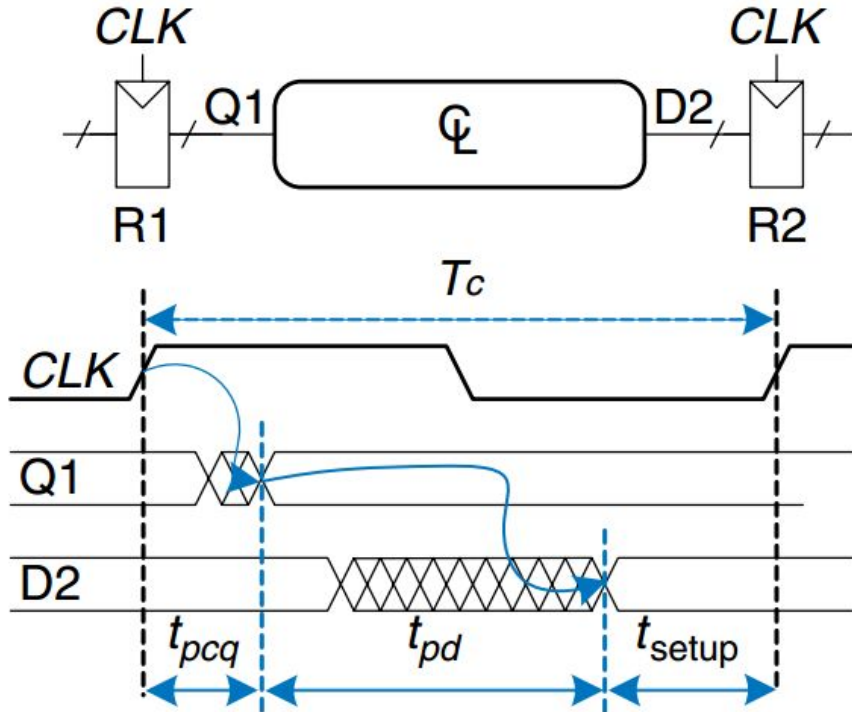 CLK CLK
Q1 CL D2
R1 R2
Tc
CLK
Q1
D2
tpcq tpd tsetup